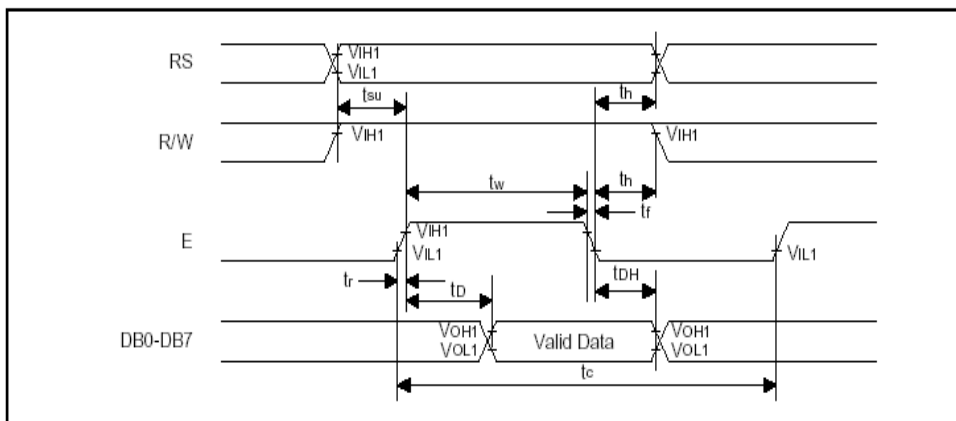 RS
VIH1
VIL1
tsu
th
R/W
VIH1
VIH1
tw
th
tf
E
VIH1
VIL1
VIL1
tr
tD
tDH
DB0-DB7
VOH1
VOL1
Valid Data
VOH1
VOL1
tc